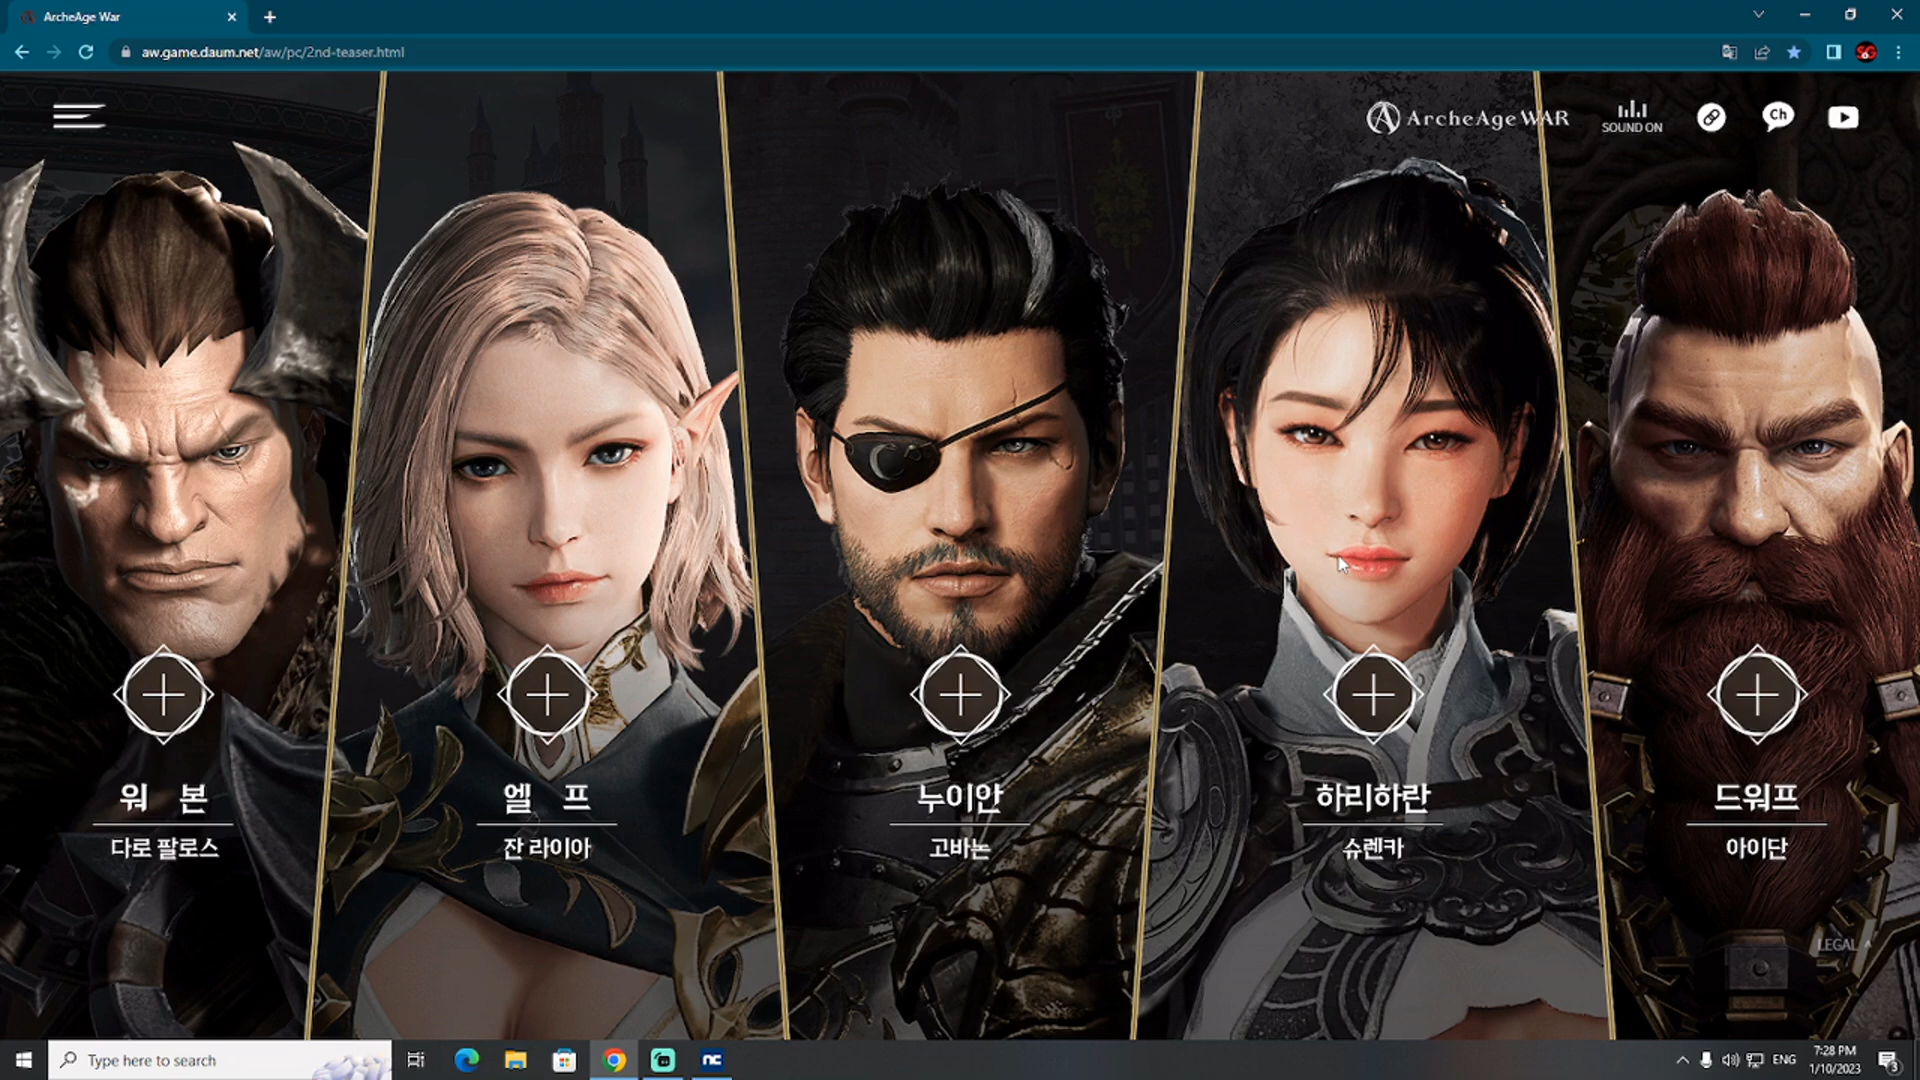 ArcheAge War
aw.game.daum.net/aw/pc/2nd-teaser.html
ArcheAge WAR
SOUND ON
Ch
워 본
다로 팔로스
엘 프
잔 라이아
누이안
고바논
하리하란
슈렌카
드워프
아이단
LEGAL ^
Type here to search
nc
ENG
7:28 PM
1/10/2023
3